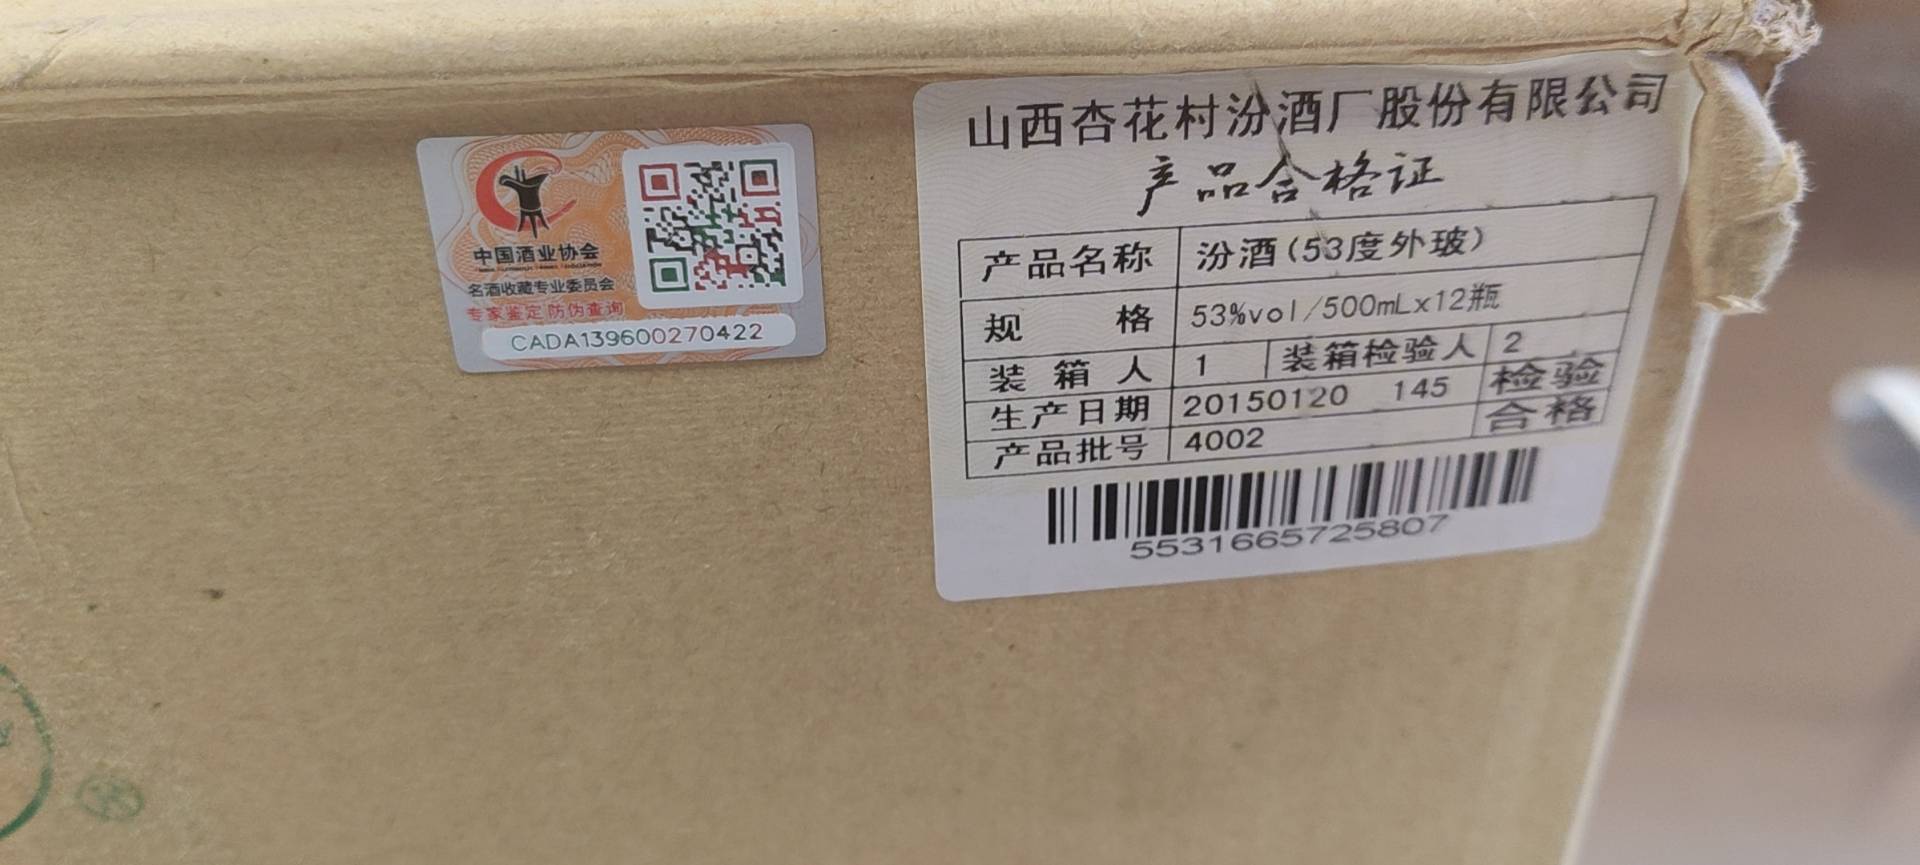 中国酒业协会
名酒收藏专业委员会
专家鉴定 防伪查询
CADA139600270422
山西杏花村汾酒厂股份有限公司
产品合格证
产品名称 汾酒(53度外玻)
规 格 53%vol/500mLx12瓶
装 箱 人 1 装箱检验人 2
生产日期 20150120 145 检验
产品批号 4002 合格
5531665725807